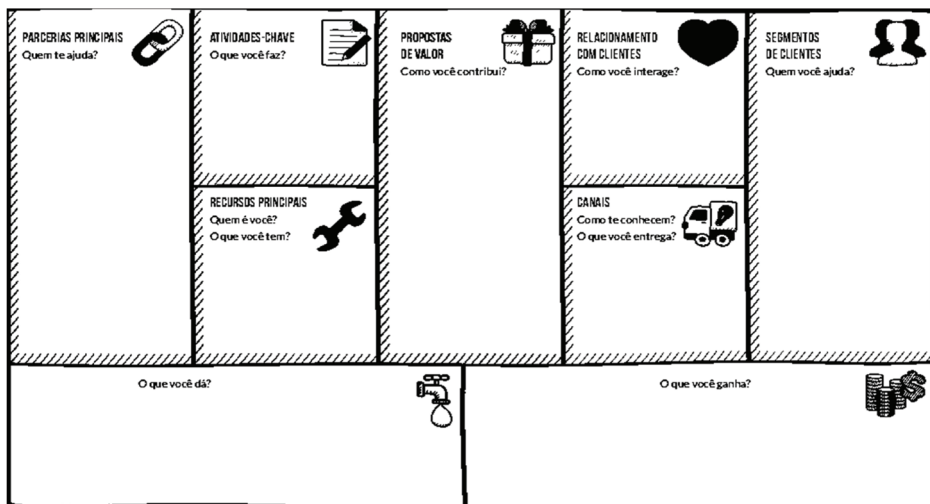 PARCERIAS PRINCIPAIS
Quem te ajuda?
ATIVIDADES-CHAVE
O que você faz?
RECURSOS PRINCIPAIS
Quem é você?
O que você tem?
PROPOSTAS
DE VALOR
Como você contribui?
RELACIONAMENTO
COM CLIENTES
Como você interage?
CANAIS
Como te conhecem?
O que você entrega?
SEGMENTOS
DE CLIENTES
Quem você ajuda?
O que você dá?
O que você ganha?